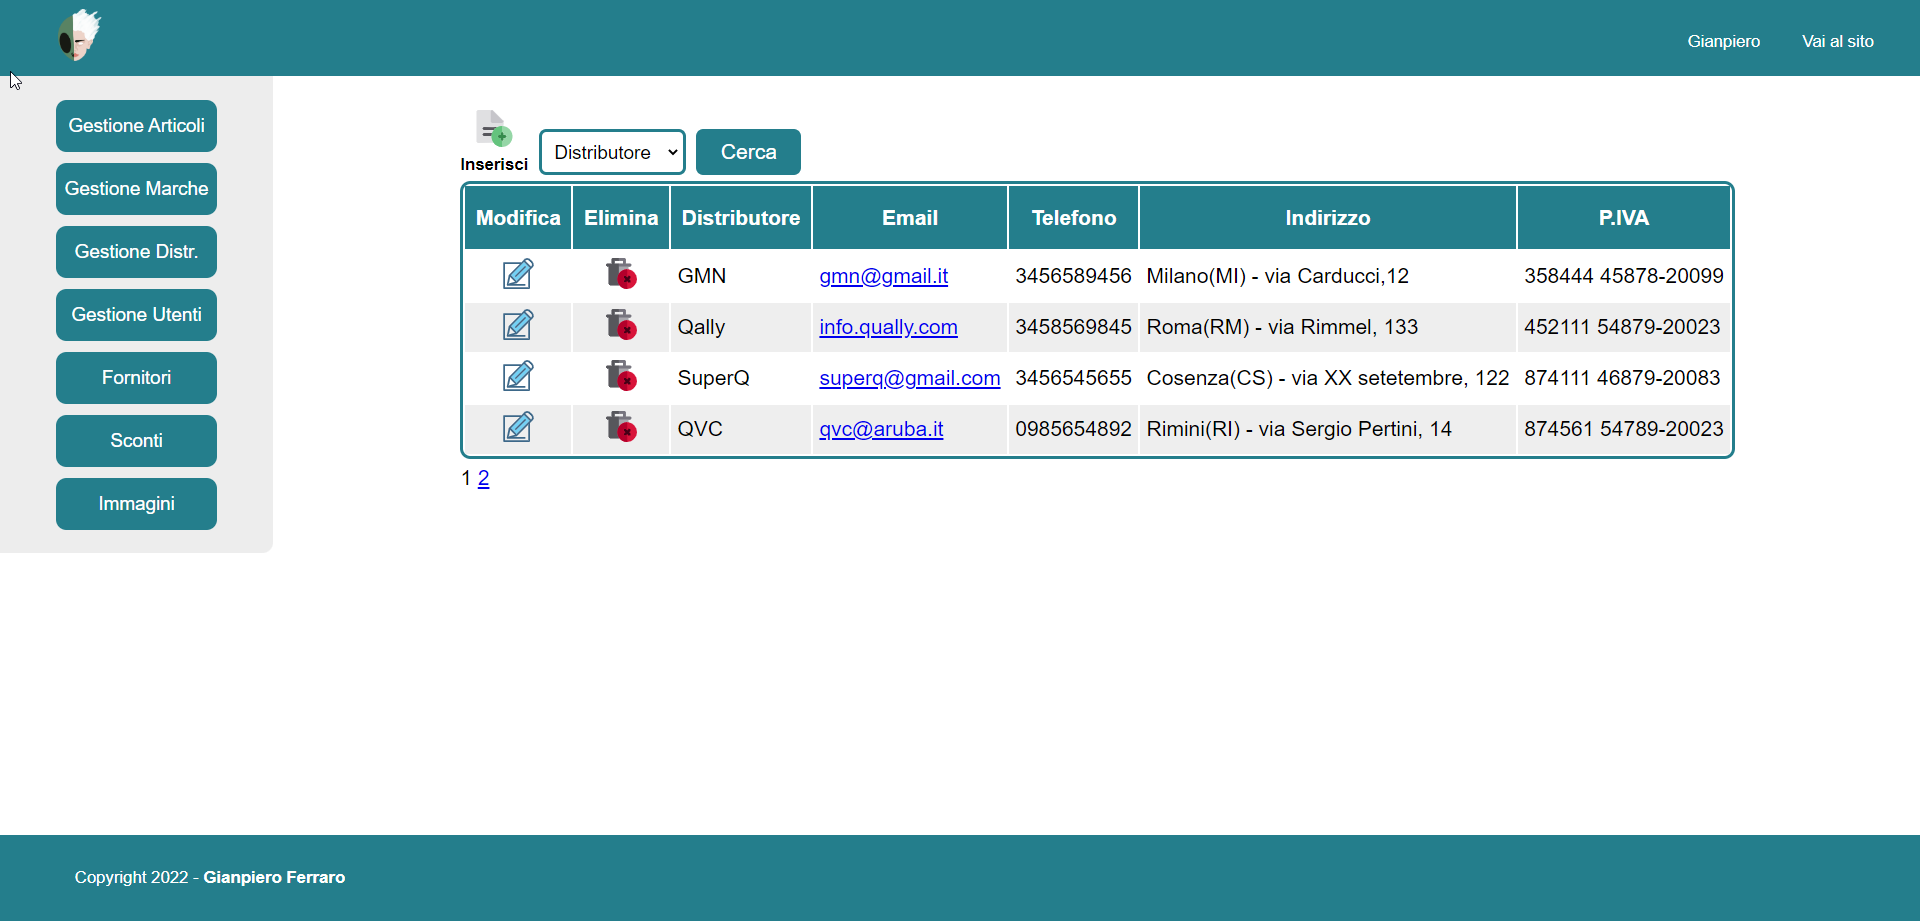 Gianpiero Vai al sito
Gestione Articoli
Gestione Marche
Gestione Distr.
Gestione Utenti
Fornitori
Sconti
Immagini
Inserisci Distributore Cerca
Modifica Elimina Distributore Email Telefono Indirizzo P.IVA
GMN gmn@gmail.it 3456589456 Milano(MI) - via Carducci,12 358444 45878-20099
Qally info.qually.com 3458569845 Roma(RM) - via Rimmel, 133 452111 54879-20023
SuperQ superq@gmail.com 3456545655 Cosenza(CS) - via XX setetembre, 122 874111 46879-20083
QVC qvc@aruba.it 0985654892 Rimini(RI) - via Sergio Pertini, 14 874561 54789-20023
1 2
Copyright 2022 - Gianpiero Ferraro